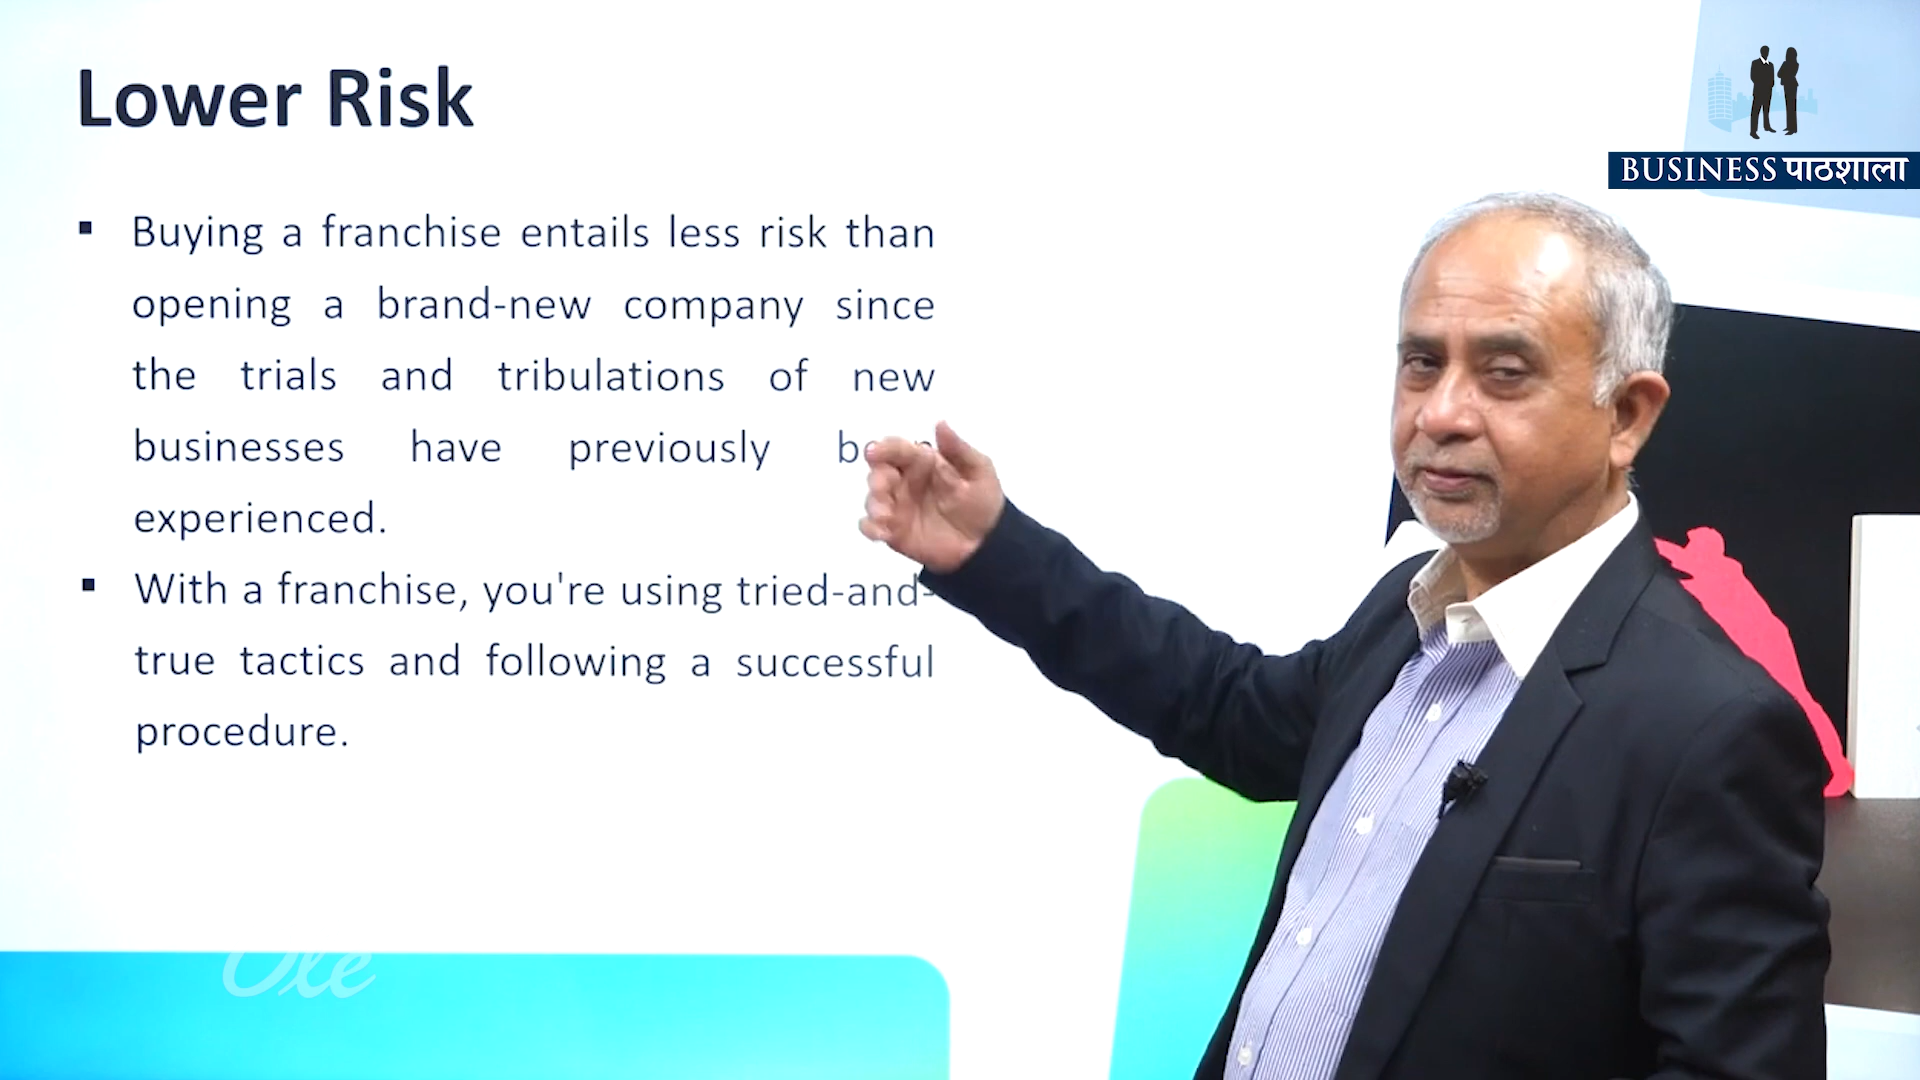 Lower Risk
BUSINESS पाठशाला
▪ Buying a franchise entails less risk than
opening a brand-new company since
the trials and tribulations of new
businesses have previously
experienced.
▪ With a franchise, you're using tried-and-
true tactics and following a successful
procedure.
Ole